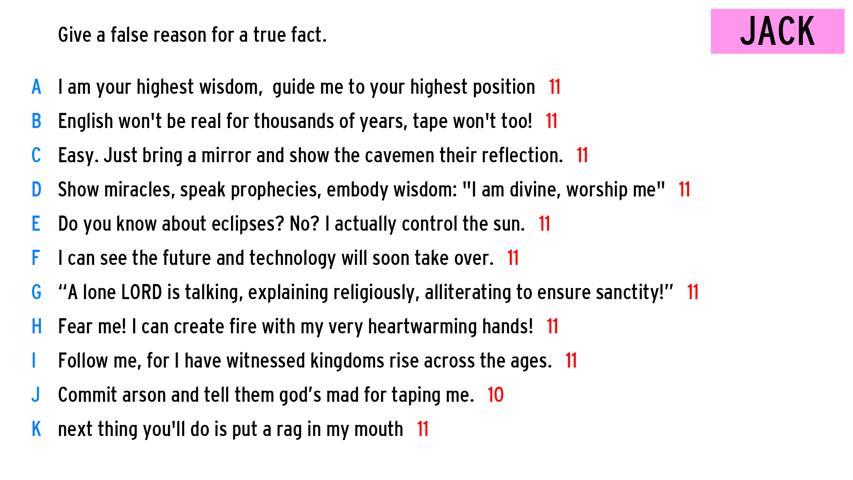 Give a false reason for a true fact.
JACK
A I am your highest wisdom,  guide me to your highest position 11
B English won't be real for thousands of years, tape won't too! 11
C Easy. Just bring a mirror and show the cavemen their reflection. 11
D Show miracles, speak prophecies, embody wisdom: "I am divine, worship me" 11
E Do you know about eclipses? No? I actually control the sun. 11
F I can see the future and technology will soon take over. 11
G “A lone LORD is talking, explaining religiously, alliterating to ensure sanctity!” 11
H Fear me! I can create fire with my very heartwarming hands! 11
I Follow me, for I have witnessed kingdoms rise across the ages. 11
J Commit arson and tell them god’s mad for taping me. 10
K next thing you'll do is put a rag in my mouth 11